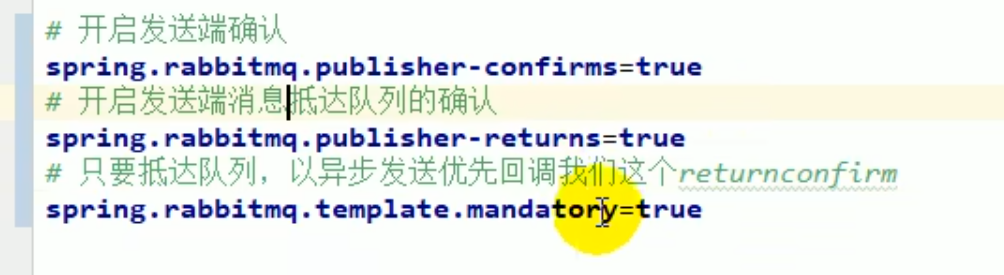 # 开启发送端确认
spring.rabbitmq.publisher-confirms=true
# 开启发送端消息抵达队列的确认
spring.rabbitmq.publisher-returns=true
# 只要抵达队列，以异步发送优先回调我们这个returnconfirm
spring.rabbitmq.template.mandatory=true